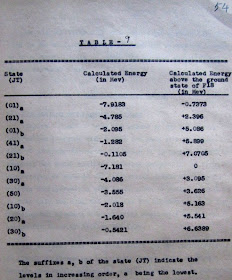 54
TABLE - 9
State (JT) Calculated Energy (in Mev) Calculated Energy above the ground state of F18 (in Mev)
(01)a -7.9183 -0.7373
(21)a -4.785 +2.396
(01)b -2.095 +5.086
(41)a -1.282 +5.899
(21)b -0.1105 +7.0705
(10)a -7.181 0
(30)a -4.086 +3.095
(50) -3.555 +3.626
(10)b -2.018 +5.163
(20)a -1.640 +5.541
(30)b -0.5421 +6.6389
The suffixes a, b of the state (JT) indicate the
levels in increasing order, a being the lowest.